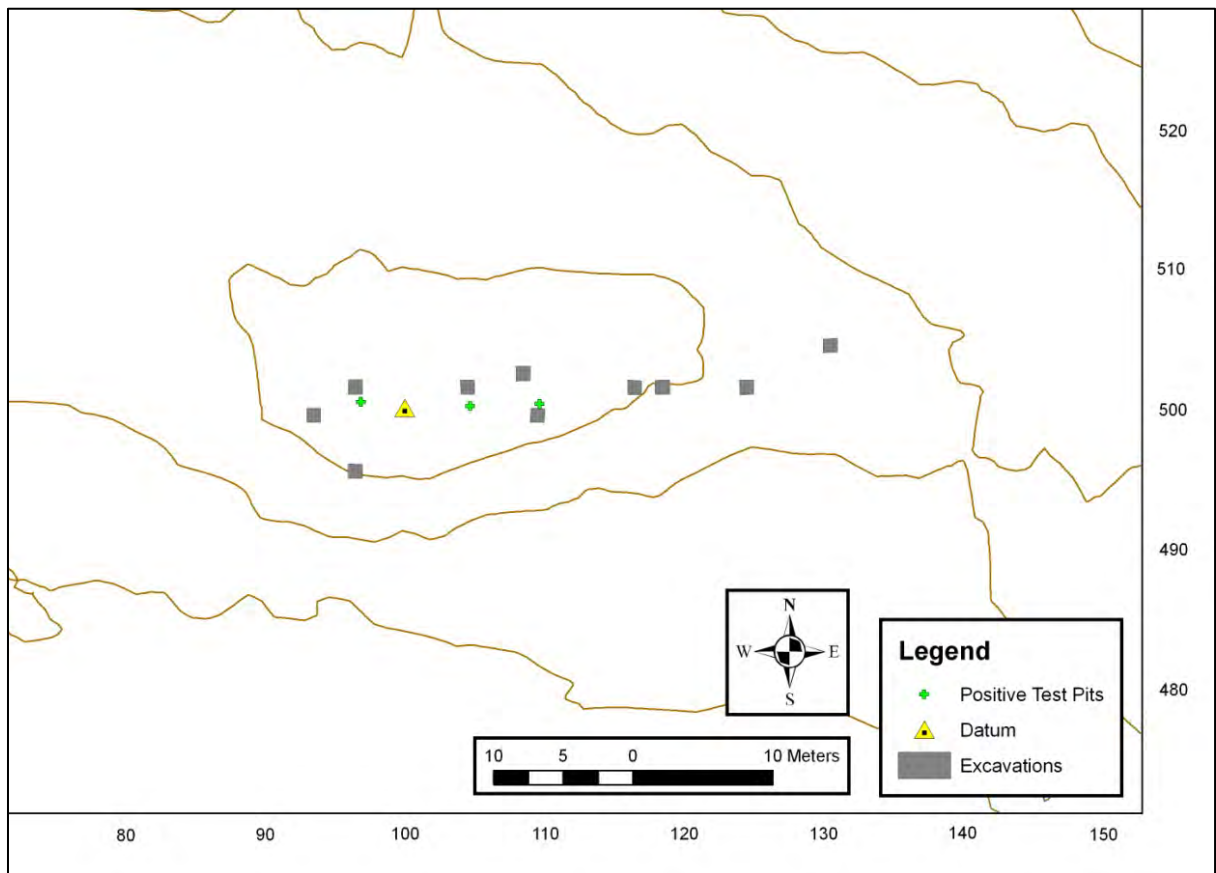 520
510
500
490
480
N
W E
S
Legend
Positive Test Pits
Datum
Excavations
10 5 0 10 Meters
80 90 100 110 120 130 140 150